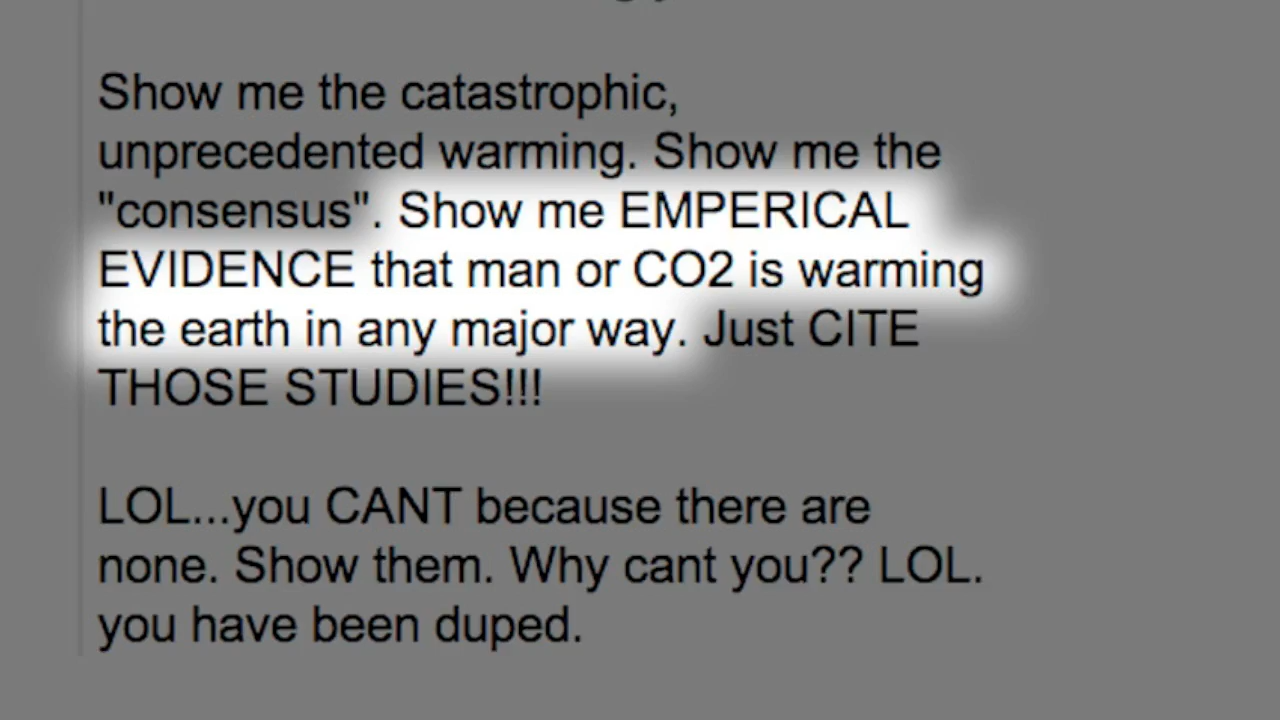 Show me the catastrophic,
unprecedented warming. Show me the
"consensus". Show me EMPERICAL
EVIDENCE that man or CO2 is warming
the earth in any major way. Just CITE
THOSE STUDIES!!!
LOL...you CANT because there are
none. Show them. Why cant you?? LOL.
you have been duped.